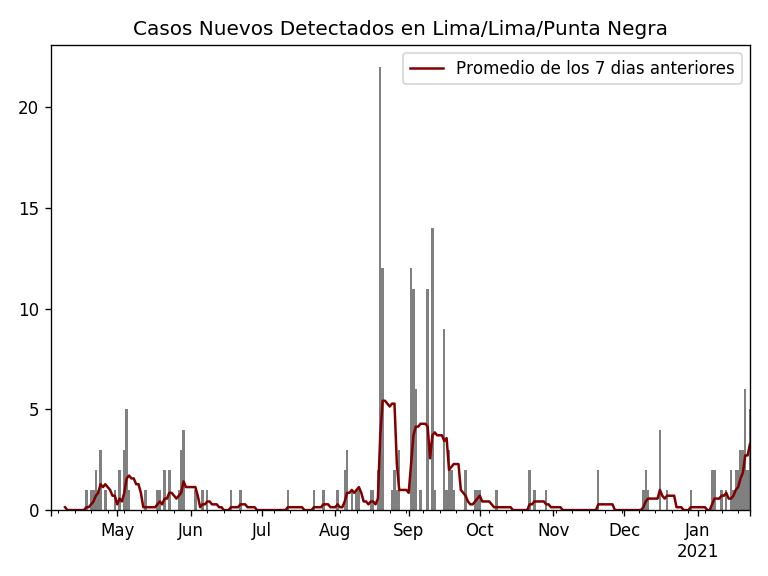 Casos Nuevos Detectados en Lima/Lima/Punta Negra
Promedio de los 7 dias anteriores
20
15
10
5
0
May Jun Jul Aug Sep Oct Nov Dec Jan
2021